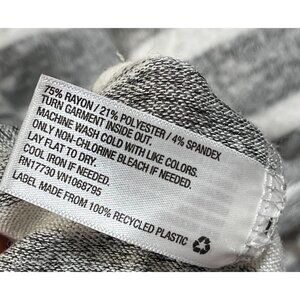 75% RAYON / 21% POLYESTER / 4% SPANDEX
TURN GARMENT INSIDE OUT.
MACHINE WASH COLD WITH LIKE COLORS.
ONLY NON-CHLORINE BLEACH IF NEEDED.
LAY FLAT TO DRY.
COOL IRON IF NEEDED.
RN17730 VN1068795
LABEL MADE FROM 100% RECYCLED PLASTIC